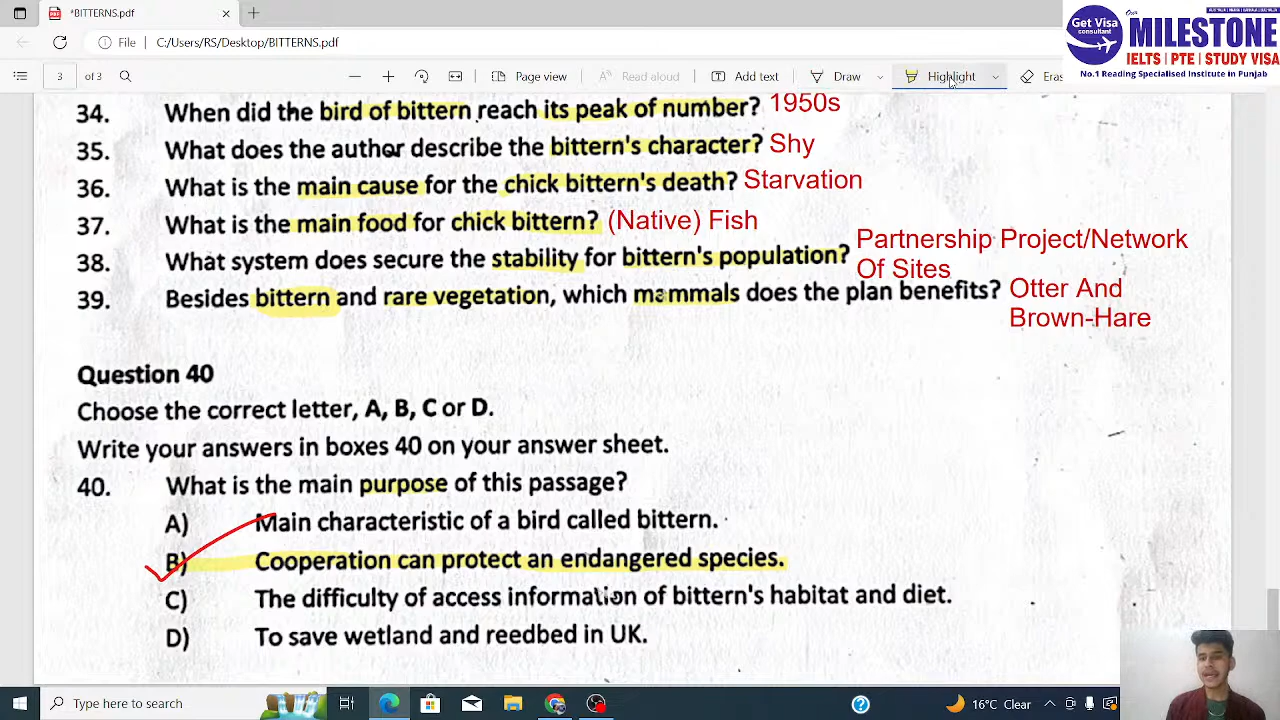 *BITTERNS.pdf
File
C:/Users/RS/Desktop/BITTERNS.pdf
Get Visa
consultant
MILESTONE
IELTS | PTE | STUDY VISA
No.1 Reading Specialised Institute in Punjab
3 of 3
Page view
Read aloud
Add text
Draw
Highlight
Eras
34. When did the bird of bittern reach its peak of number? 1950s
35. What does the author describe the bittern's character? Shy
36. What is the main cause for the chick bittern's death? Starvation
37. What is the main food for chick bittern? (Native) Fish
38. What system does secure the stability for bittern's population? Partnership Project/Network
Of Sites
39. Besides bittern and rare vegetation, which mammals does the plan benefits? Otter And
Brown-Hare
Question 40
Choose the correct letter, A, B, C or D.
Write your answers in boxes 40 on your answer sheet.
40. What is the main purpose of this passage?
A) Main characteristic of a bird called bittern.
B) Cooperation can protect an endangered species.
C) The difficulty of access information of bittern's habitat and diet.
D) To save wetland and reedbed in UK.
Type here to search
16°C Clear